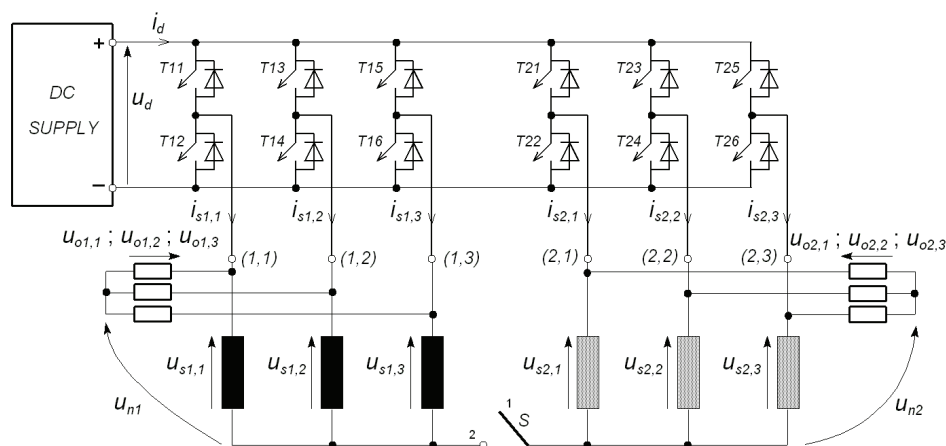 i_d
+
DC
SUPPLY
−
u_d
T11 T13 T15 T21 T23 T25
T12 T14 T16 T22 T24 T26
i_s1,1 i_s1,2 i_s1,3 i_s2,1 i_s2,2 i_s2,3
u_o1,1 ; u_o1,2 ; u_o1,3
(1,1) (1,2) (1,3) (2,1) (2,2) (2,3)
u_o2,1 ; u_o2,2 ; u_o2,3
u_s1,1 u_s1,2 u_s1,3 u_s2,1 u_s2,2 u_s2,3
u_n1
1
S
2
u_n2